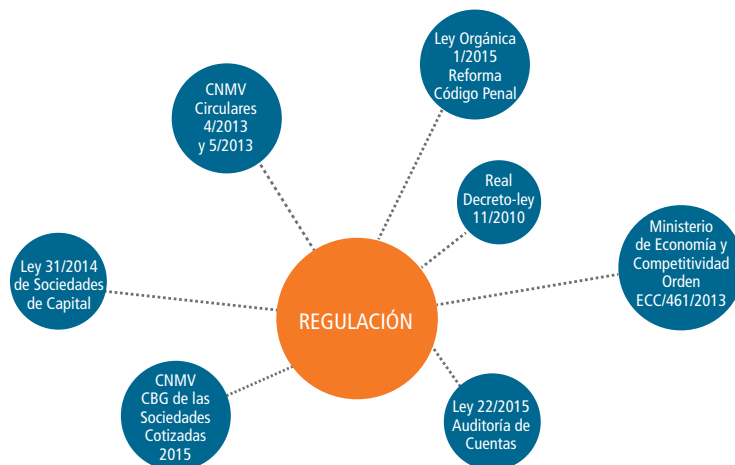 Ley Orgánica
1/2015
Reforma
Código Penal
CNMV
Circulares
4/2013
y 5/2013
Real
Decreto-ley
11/2010
Ministerio
de Economía y
Competitividad
Orden
ECC/461/2013
Ley 31/2014
de Sociedades
de Capital
REGULACIÓN
CNMV
CBG de las
Sociedades
Cotizadas
2015
Ley 22/2015
Auditoría de
Cuentas